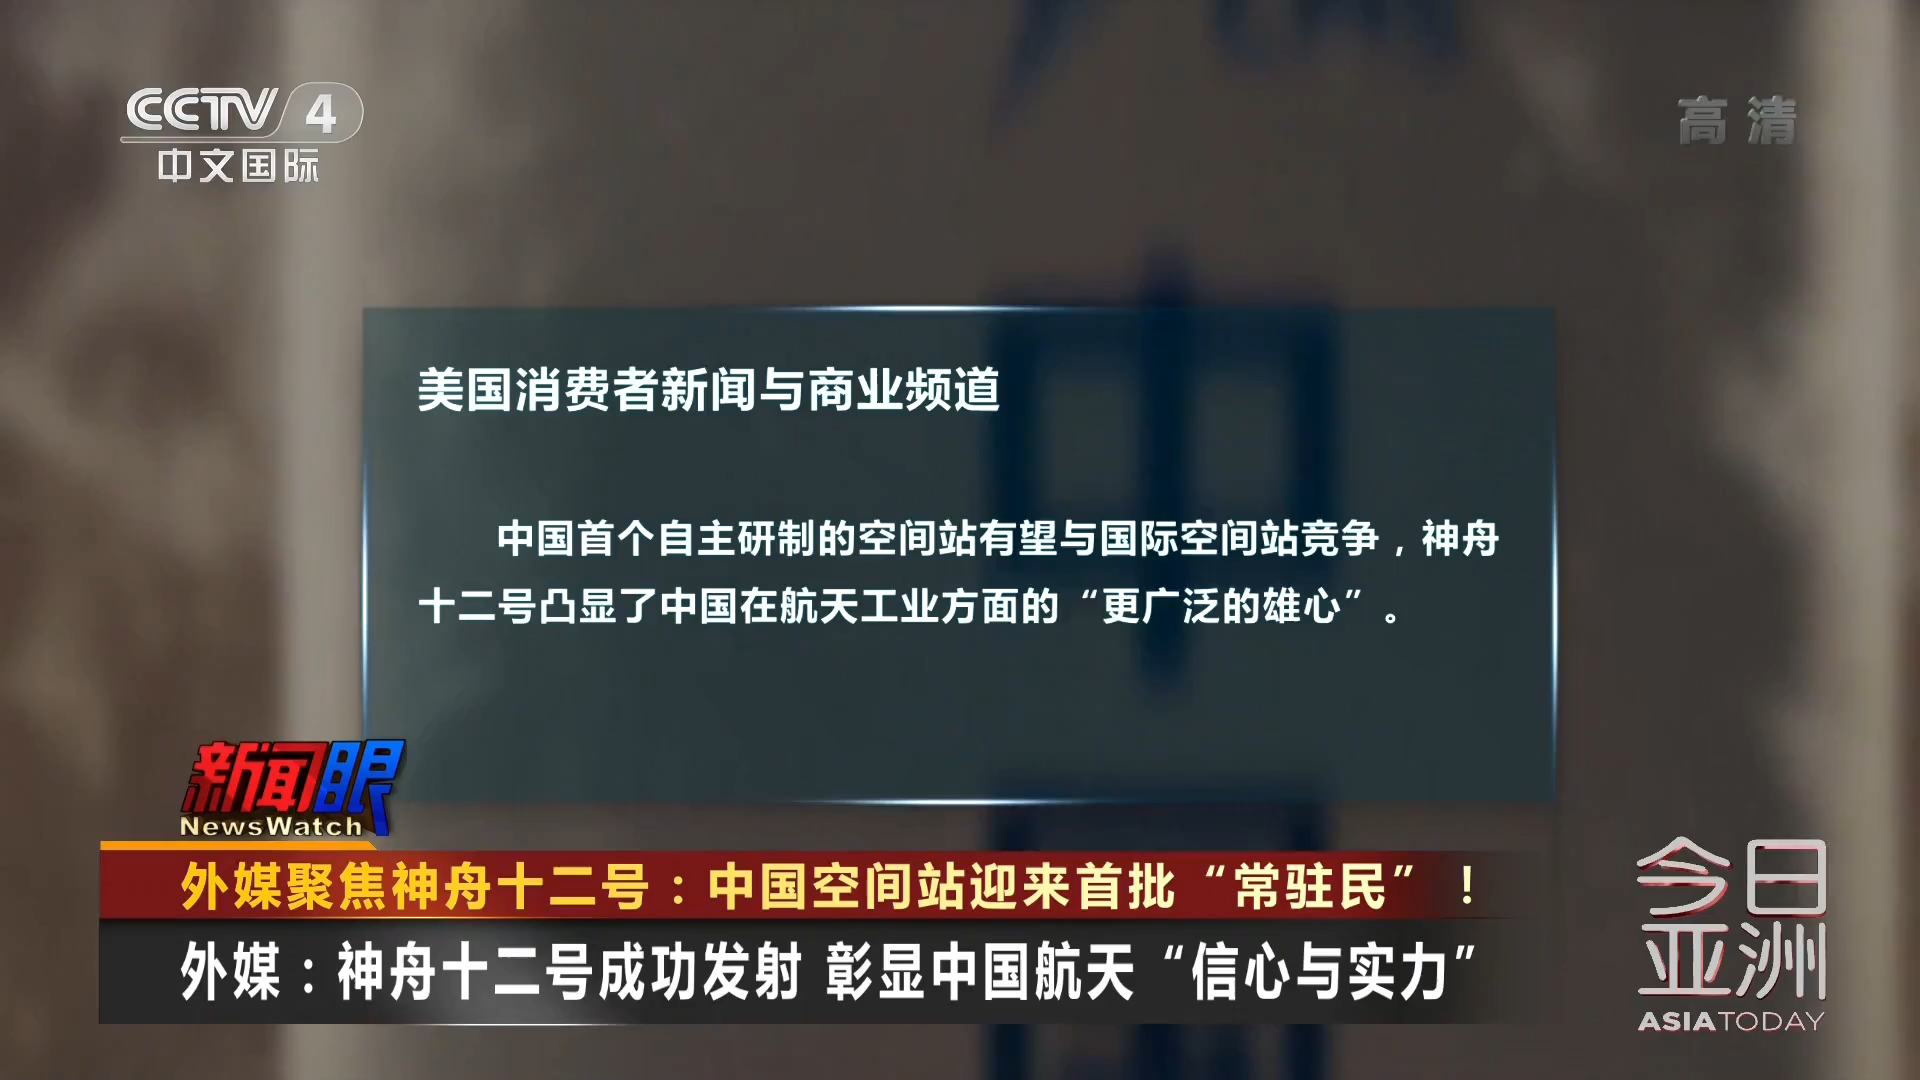 CCTV 4
中文国际
高清
美国消费者新闻与商业频道
中国首个自主研制的空间站有望与国际空间站竞争，神舟
十二号凸显了中国在航天工业方面的“更广泛的雄心”。
新闻眼
NewsWatch
外媒聚焦神舟十二号：中国空间站迎来首批“常驻民”！
外媒：神舟十二号成功发射 彰显中国航天“信心与实力”
今日
亚洲
ASIA TODAY